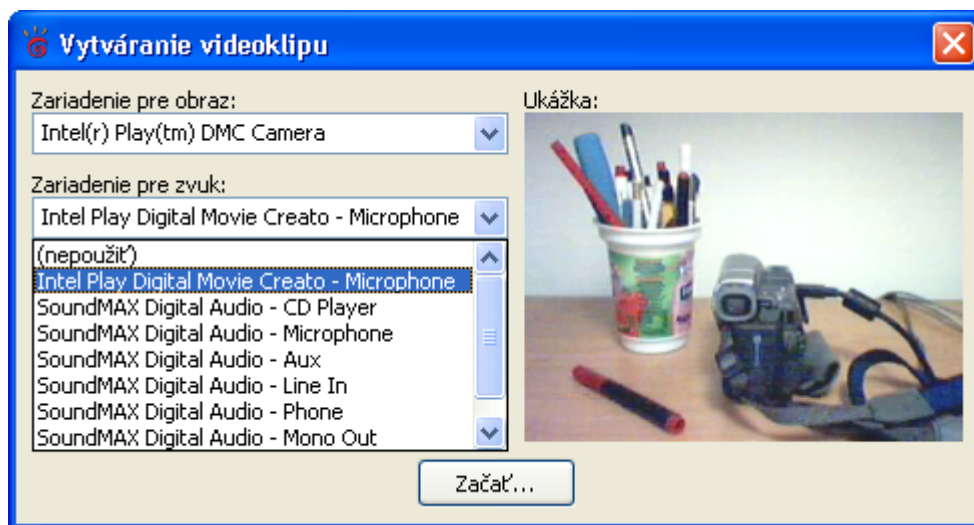 Vytváranie videoklipu
Zariadenie pre obraz:
Intel(r) Play(tm) DMC Camera
Zariadenie pre zvuk:
Intel Play Digital Movie Creato - Microphone
(nepoužiť)
Intel Play Digital Movie Creato - Microphone
SoundMAX Digital Audio - CD Player
SoundMAX Digital Audio - Microphone
SoundMAX Digital Audio - Aux
SoundMAX Digital Audio - Line In
SoundMAX Digital Audio - Phone
SoundMAX Digital Audio - Mono Out
Ukážka:
Začať...